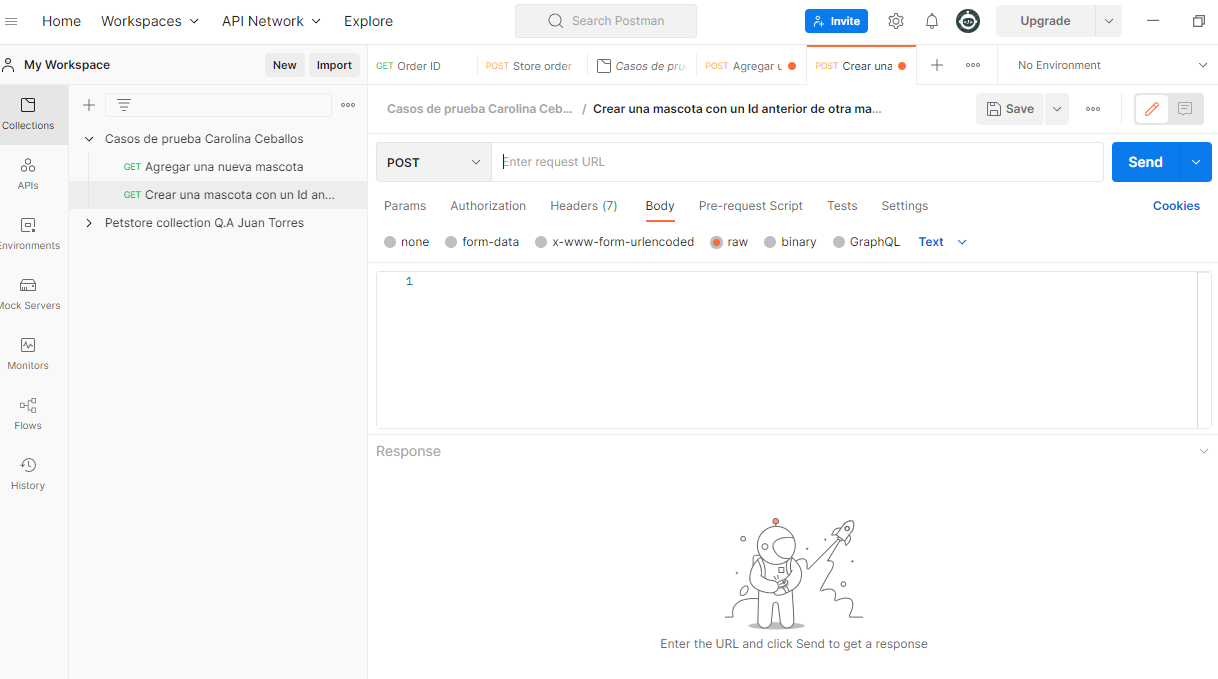 Home Workspaces API Network Explore Search Postman Invite Upgrade
My Workspace New Import
GET Order ID POST Store order Casos de pru POST Agregar u POST Crear una No Environment
Collections
APIs
Environments
Mock Servers
Monitors
Flows
History
Casos de prueba Carolina Ceballos
GET Agregar una nueva mascota
GET Crear una mascota con un Id an...
Petstore collection Q.A Juan Torres
Casos de prueba Carolina Ceb... / Crear una mascota con un Id anterior de otra ma... Save
POST Enter request URL Send
Params Authorization Headers (7) Body Pre-request Script Tests Settings Cookies
none form-data x-www-form-urlencoded raw binary GraphQL Text
1
Response
Enter the URL and click Send to get a response